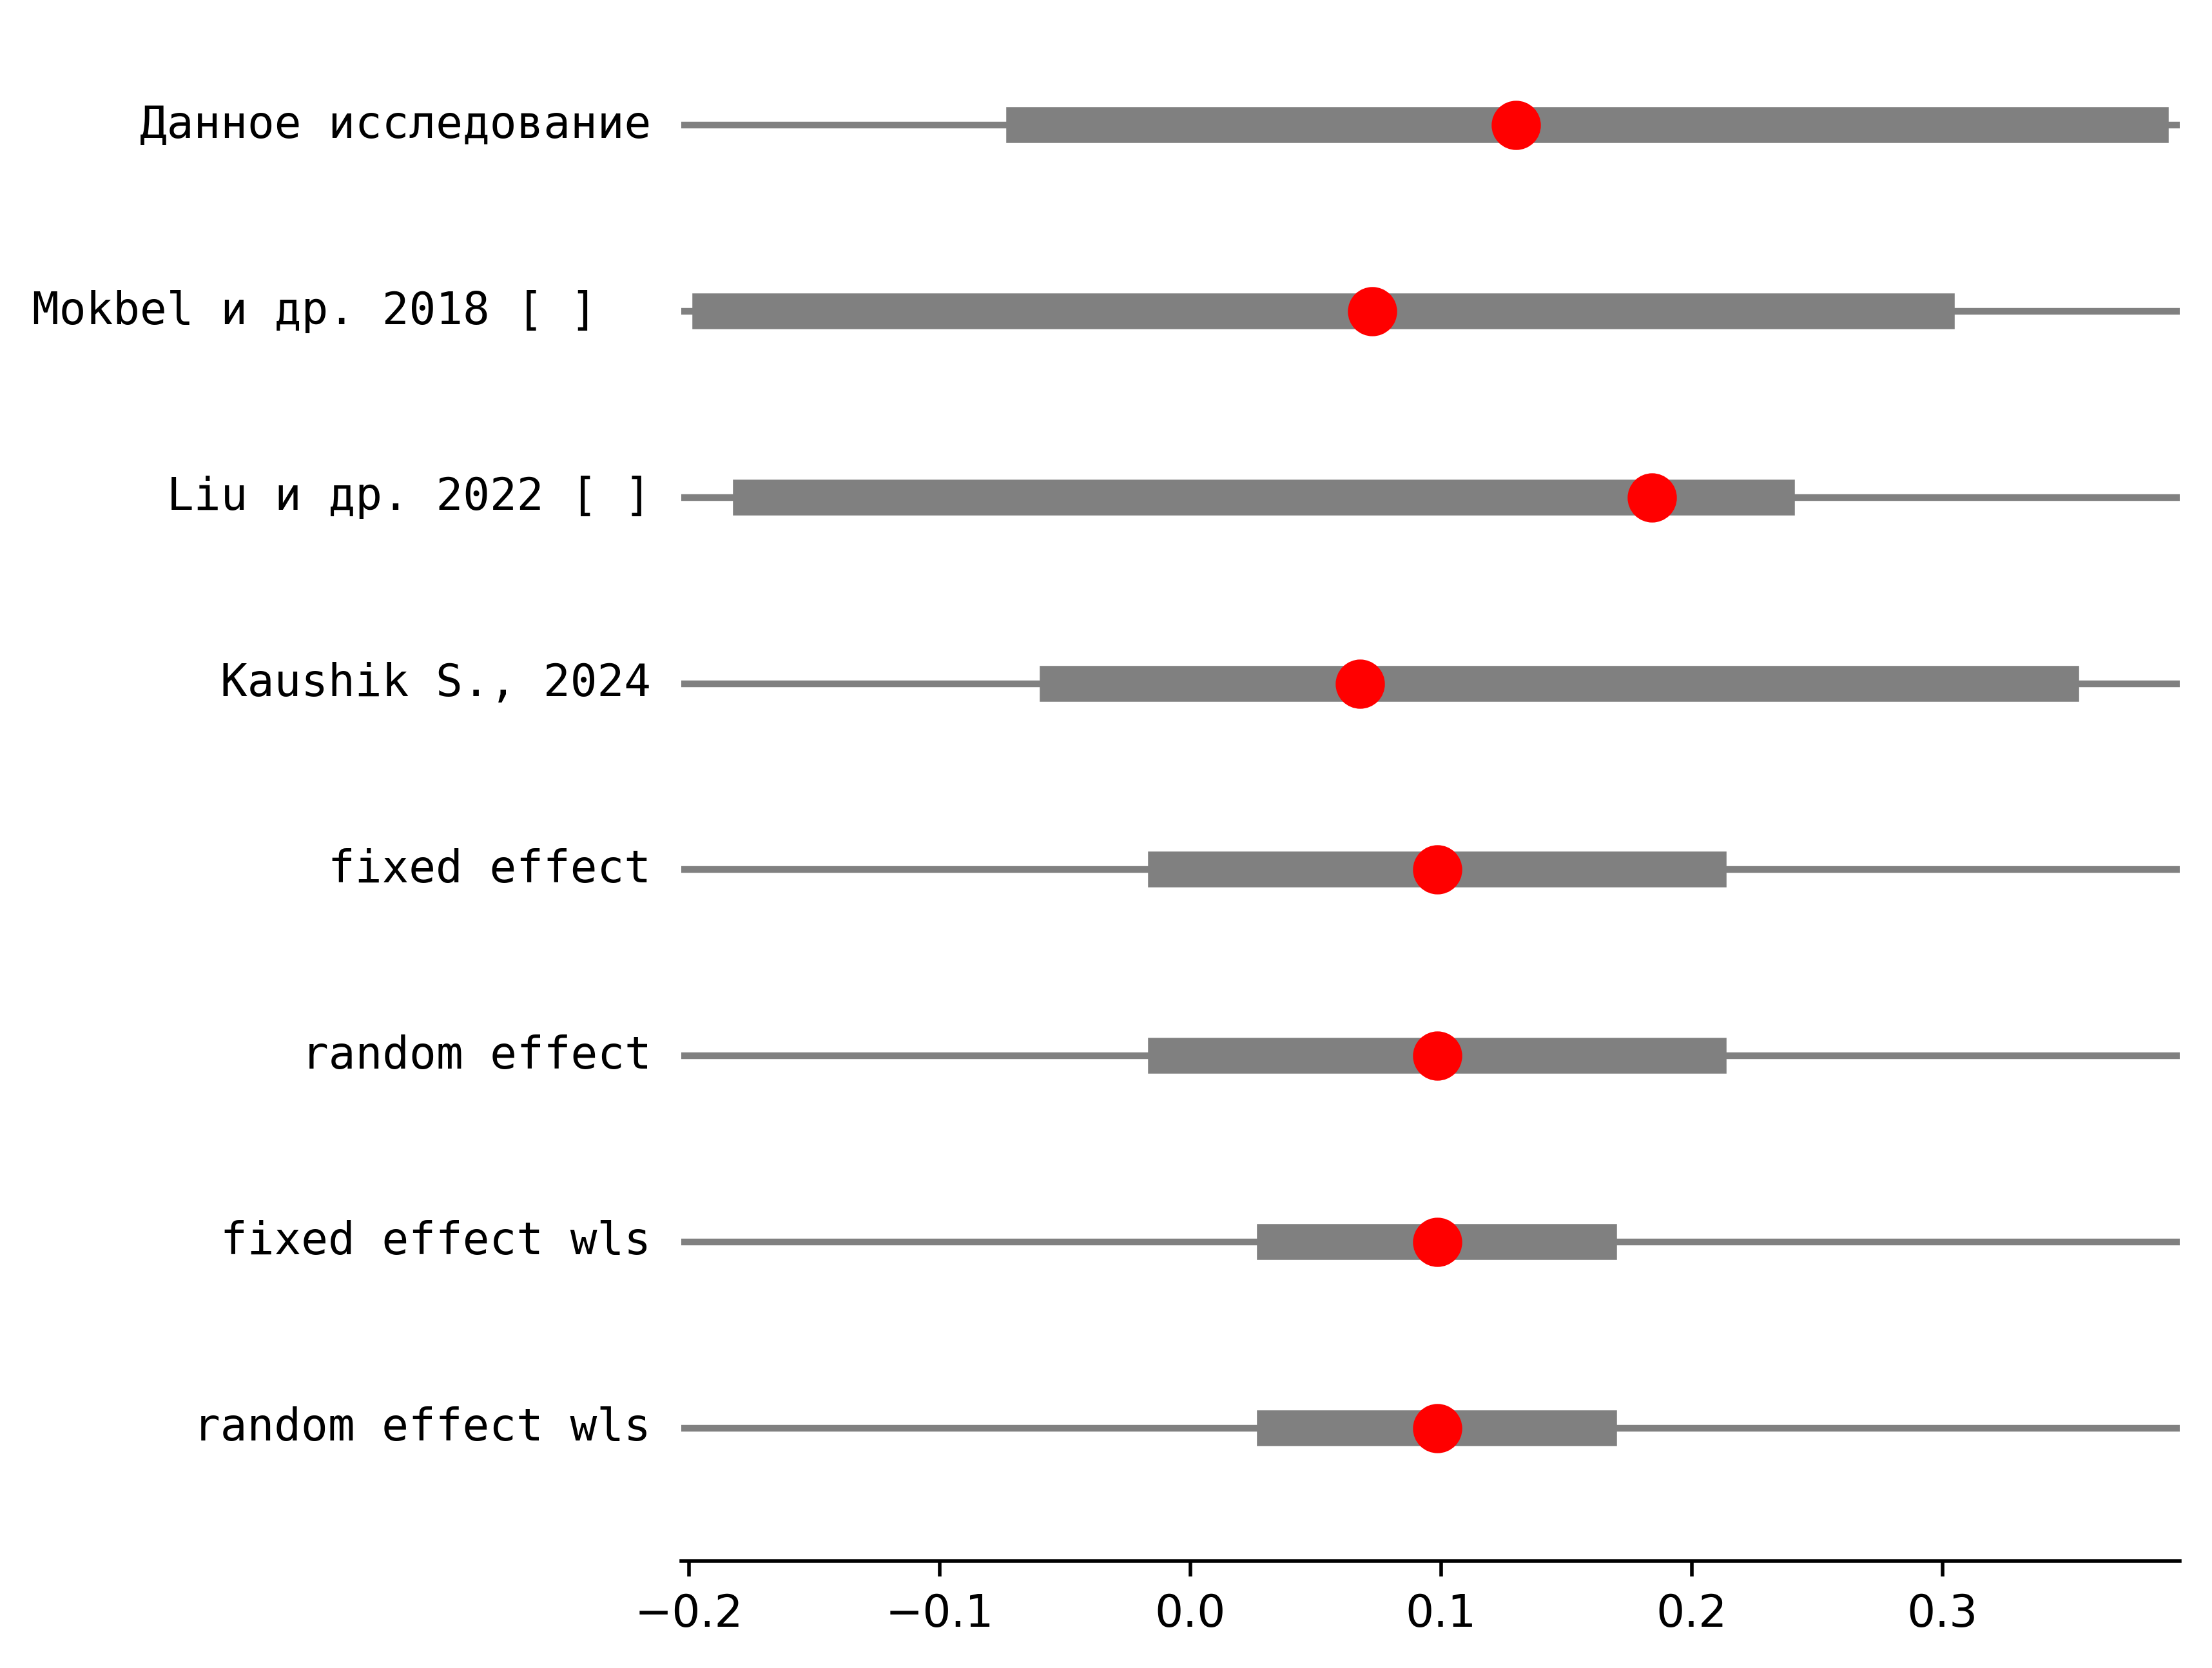 Данное исследование
Mokbel и др. 2018 [ ]
Liu и др. 2022 [ ]
Kaushik S., 2024
fixed effect
random effect
fixed effect wls
random effect wls
−0.2 −0.1 0.0 0.1 0.2 0.3